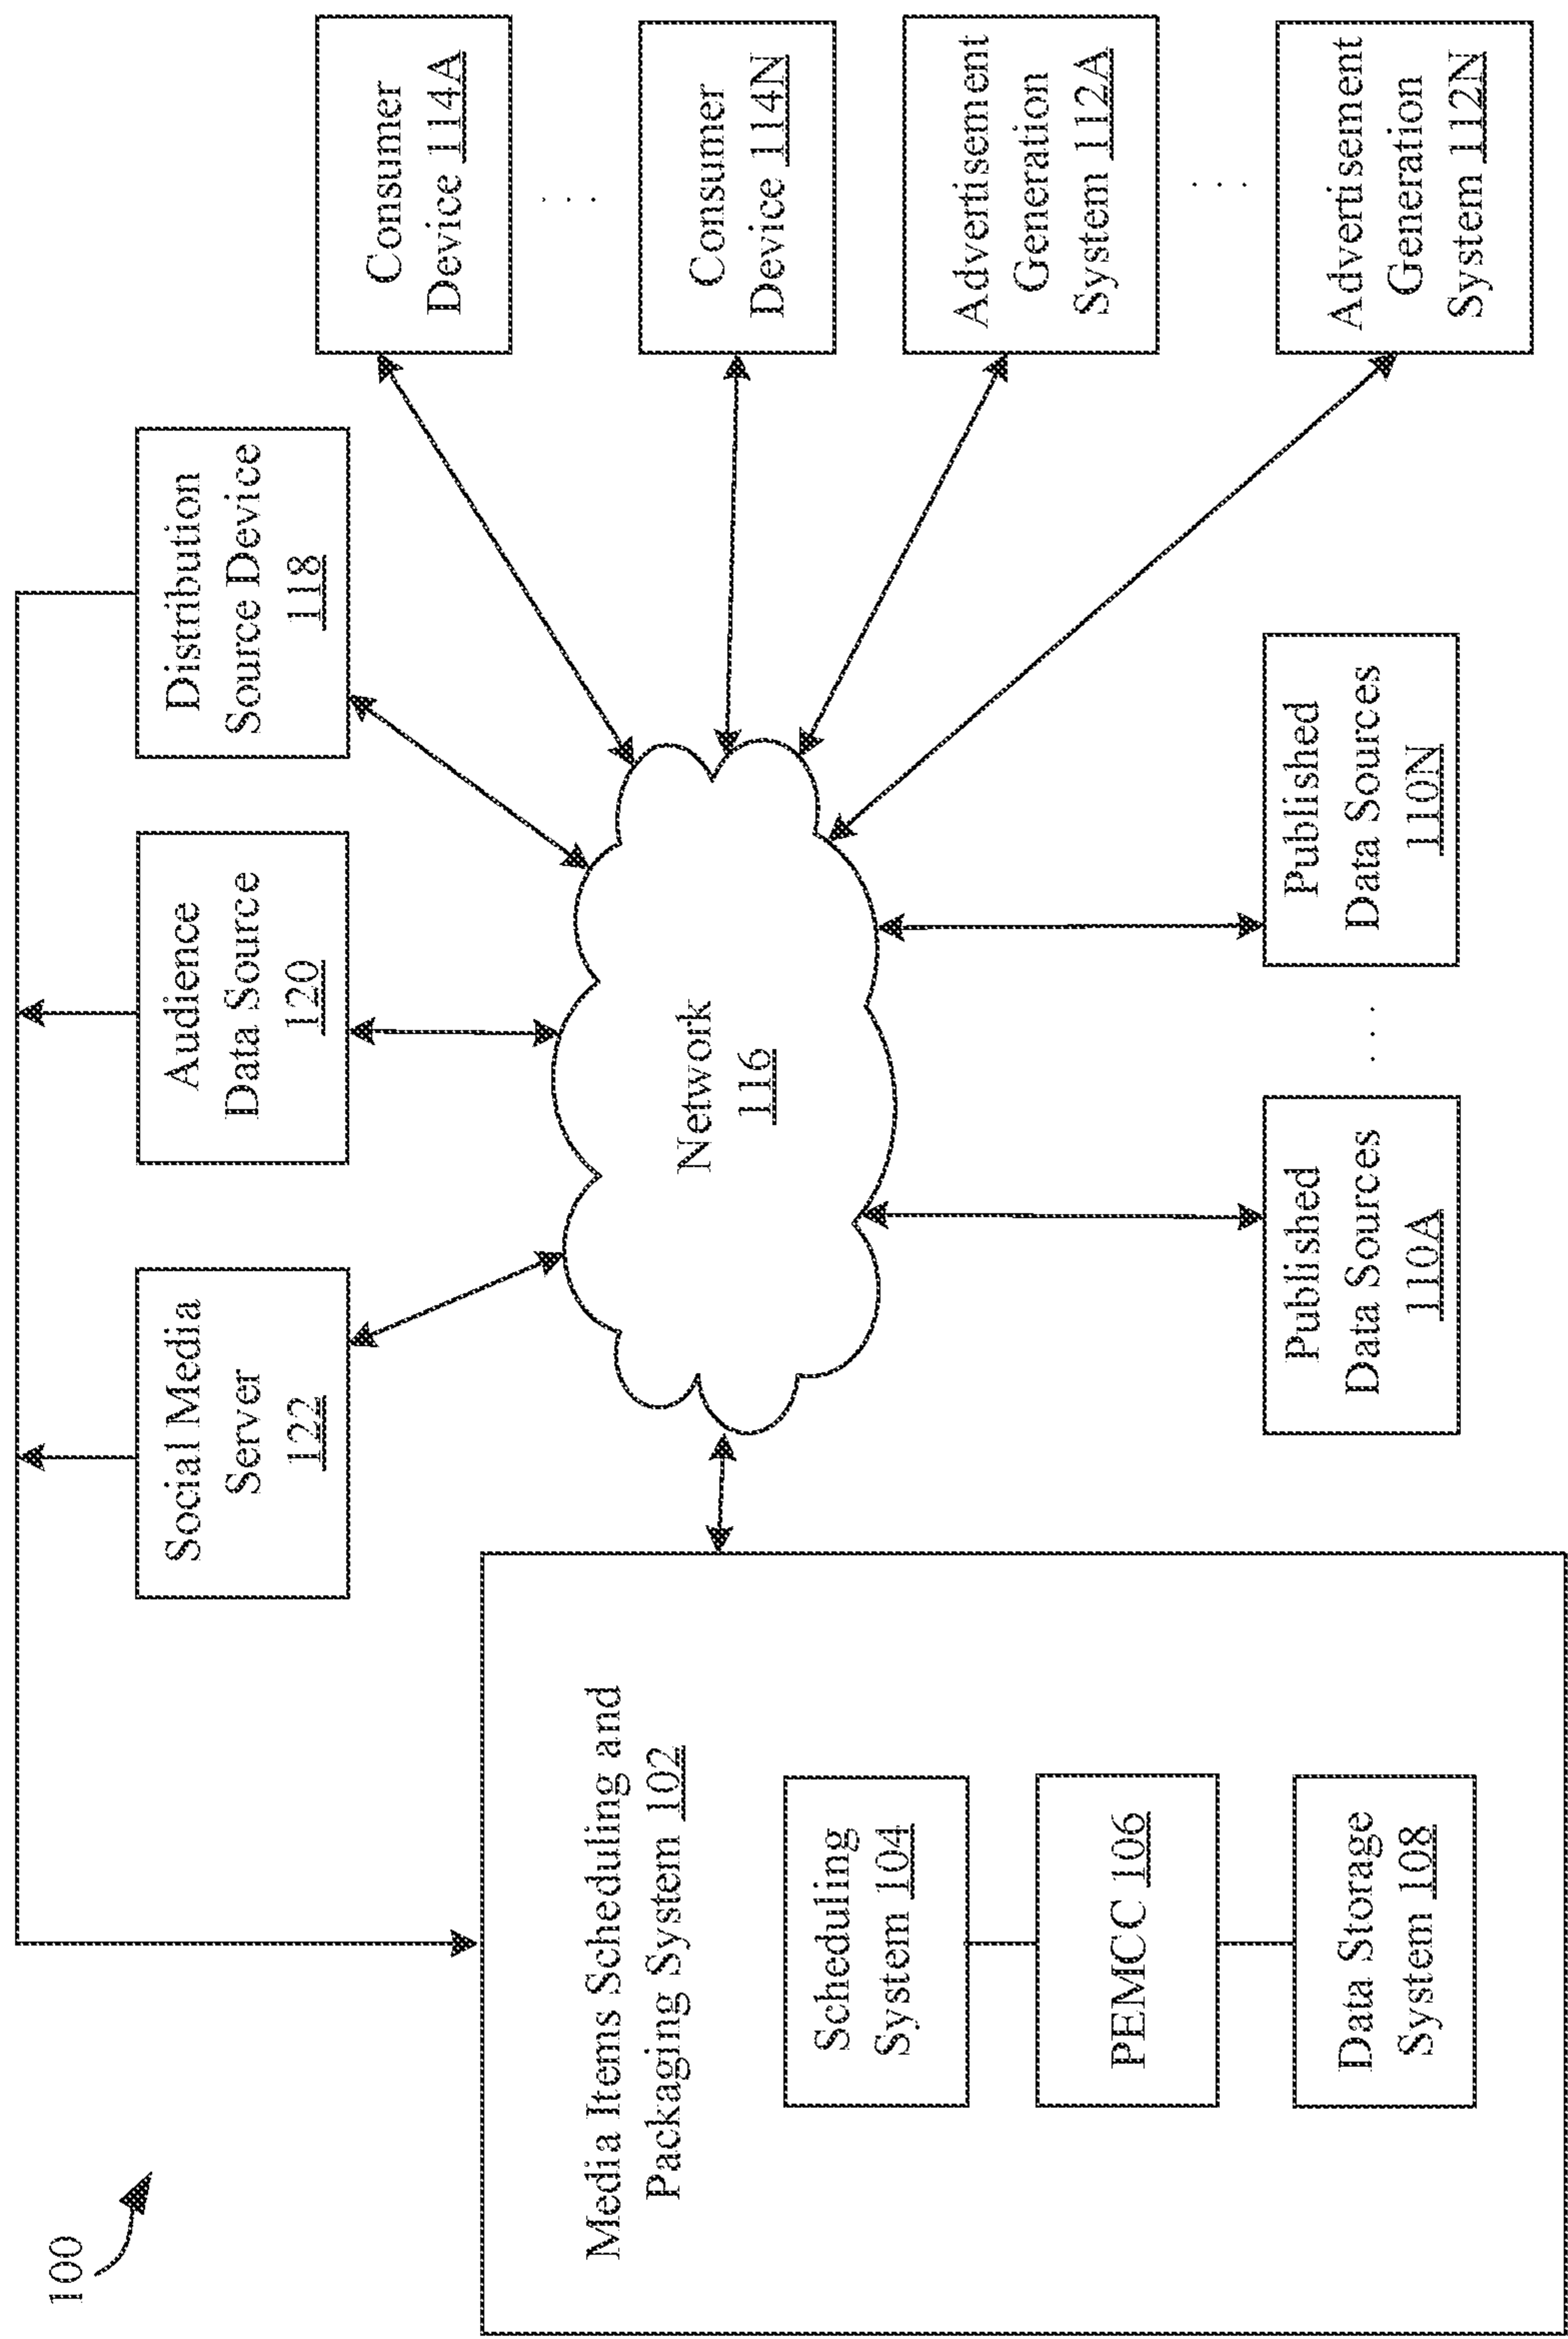 100
Social Media
Server
122
Audience
Data Source
120
Distribution
Source Device
118
Media Items Scheduling and
Packaging System 102
Scheduling
System 104
PEMCC 106
Data Storage
System 108
Network
116
Consumer
Device 114A
. . .
Consumer
Device 114N
Advertisement
Generation
System 112A
. . .
Advertisement
Generation
System 112N
Published
Data Sources
110A
. . .
Published
Data Sources
110N